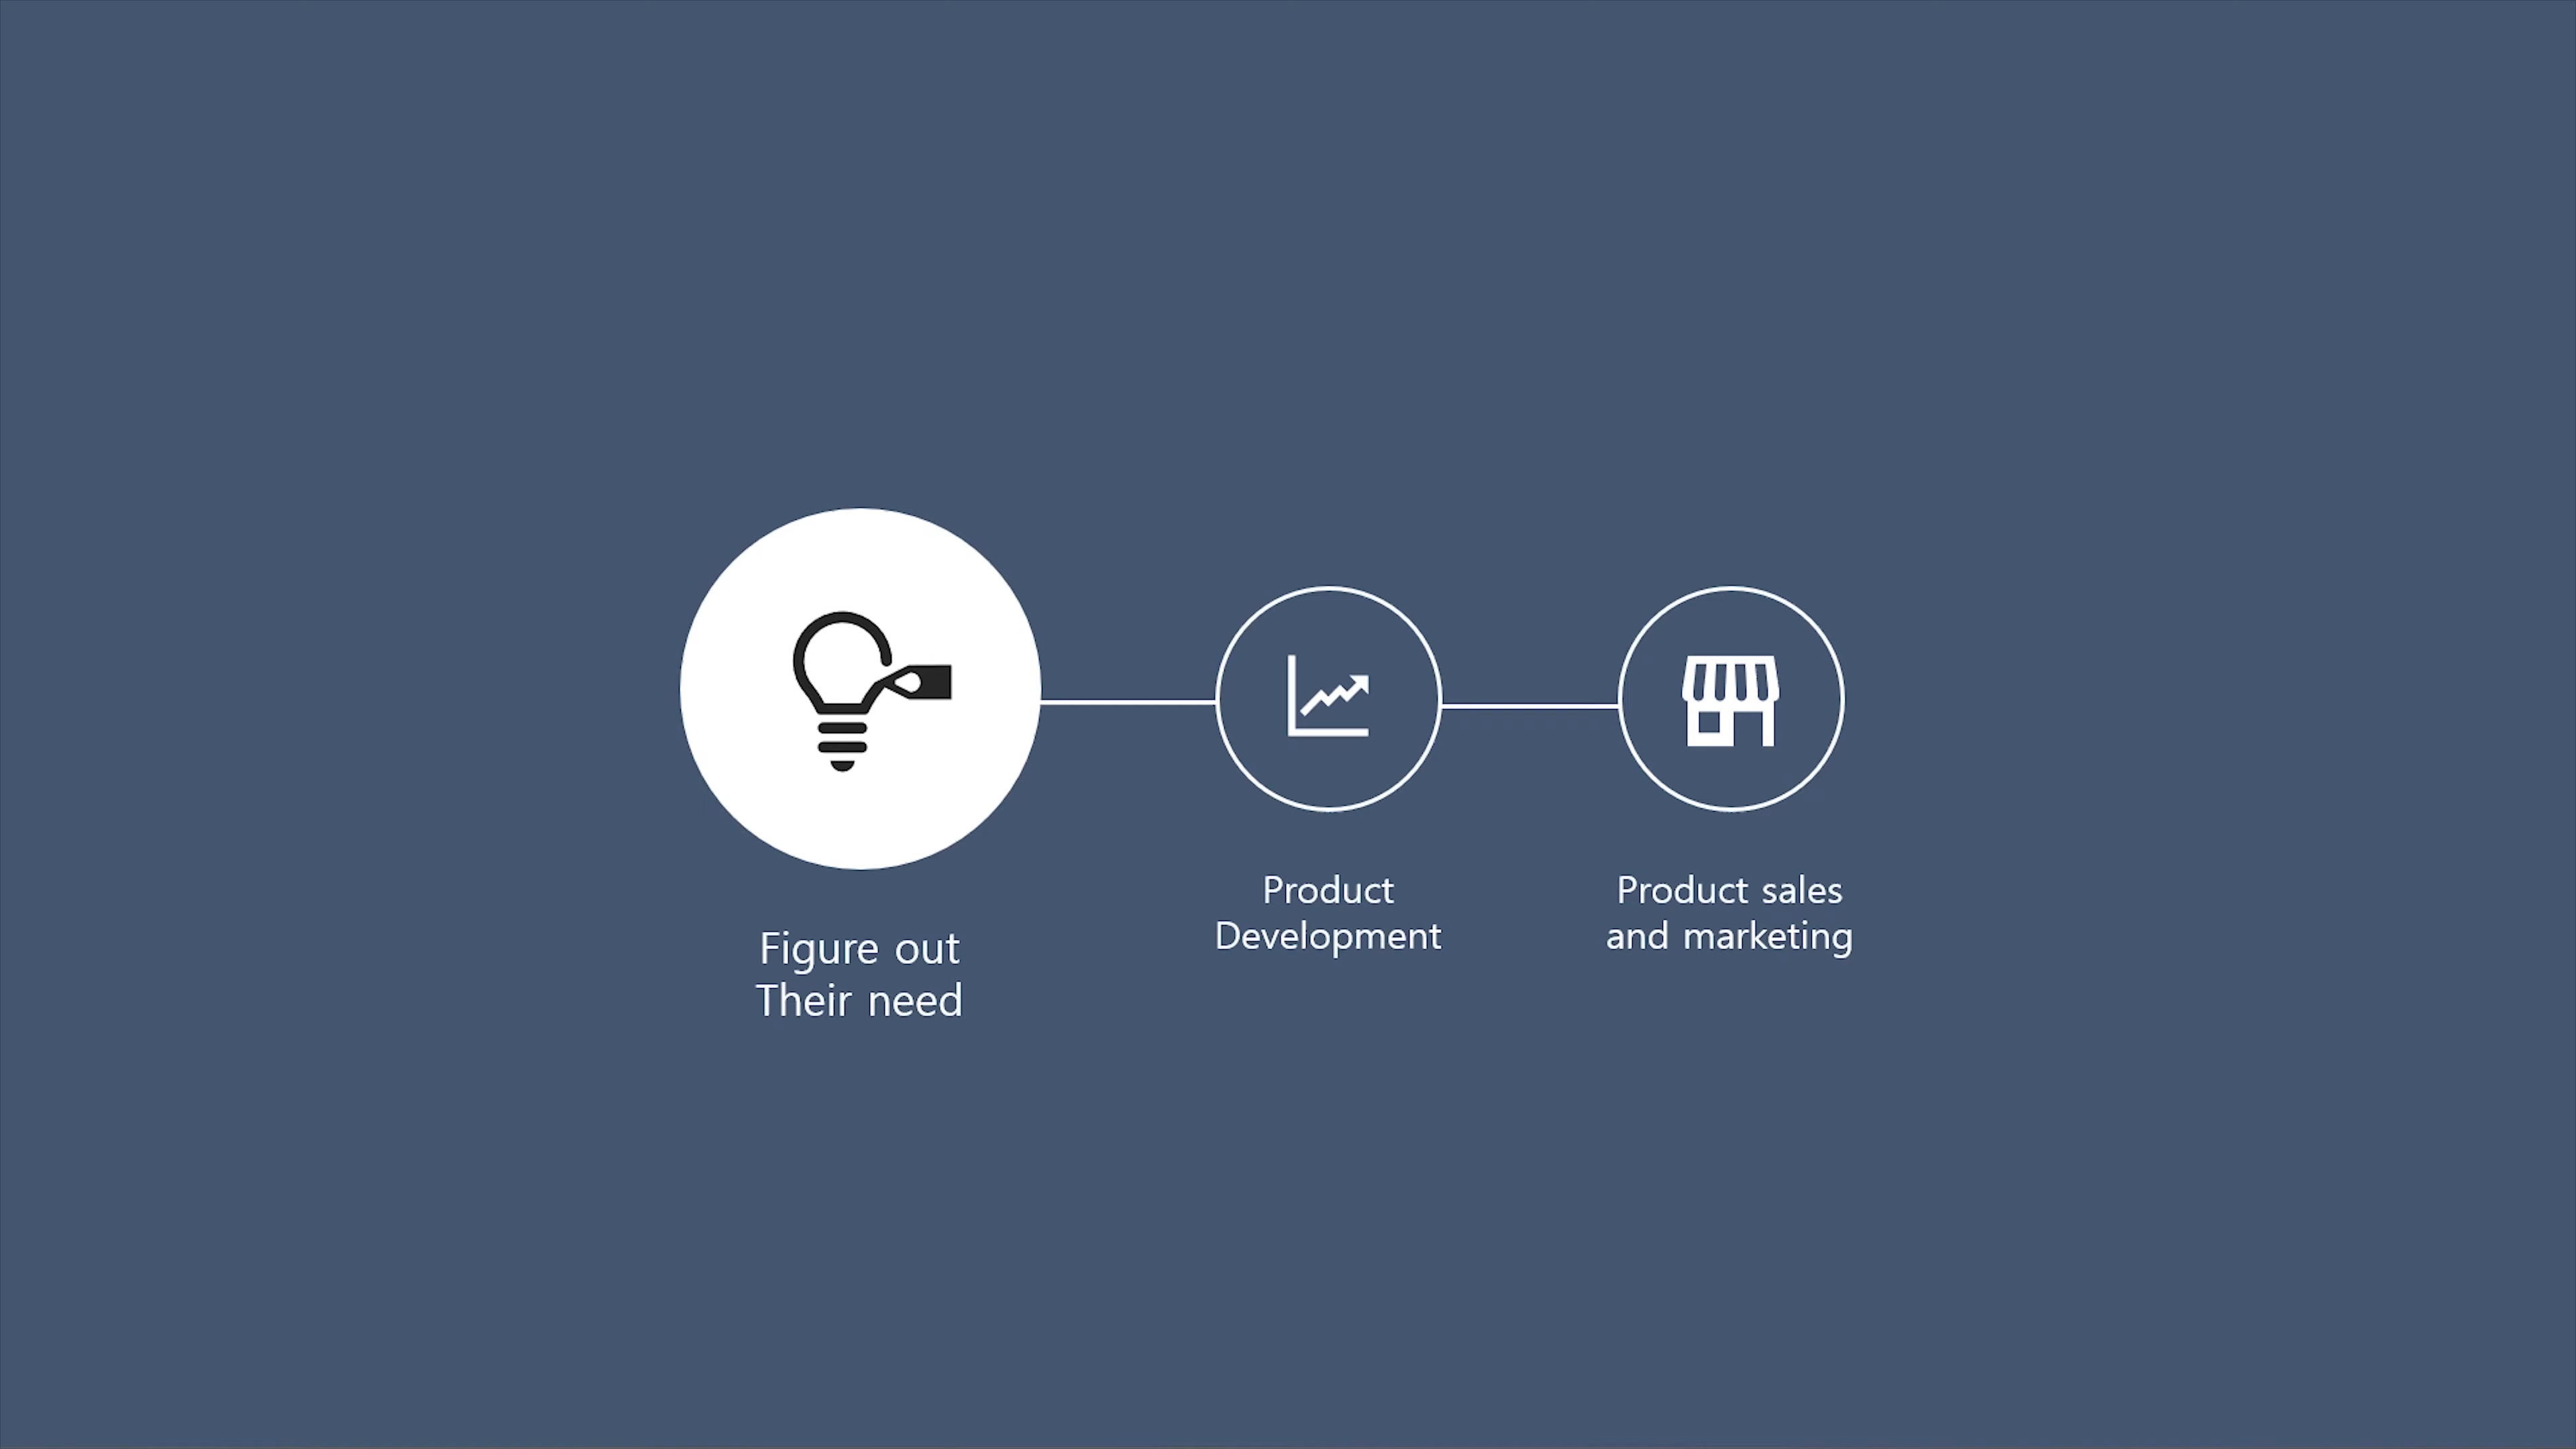 Figure out
Their need
Product
Development
Product sales
and marketing